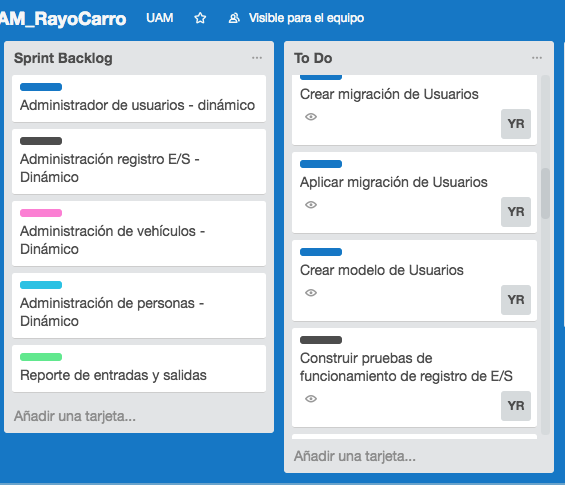 AM_RayoCarro UAM Visible para el equipo
Sprint Backlog
Administrador de usuarios - dinámico
Administración registro E/S -
Dinámico
Administración de vehículos -
Dinámico
Administración de personas -
Dinámico
Reporte de entradas y salidas
Añadir una tarjeta...
To Do
Crear migración de Usuarios
YR
Aplicar migración de Usuarios
YR
Crear modelo de Usuarios
YR
Construir pruebas de
funcionamiento de registro de E/S
YR
Añadir una tarjeta...